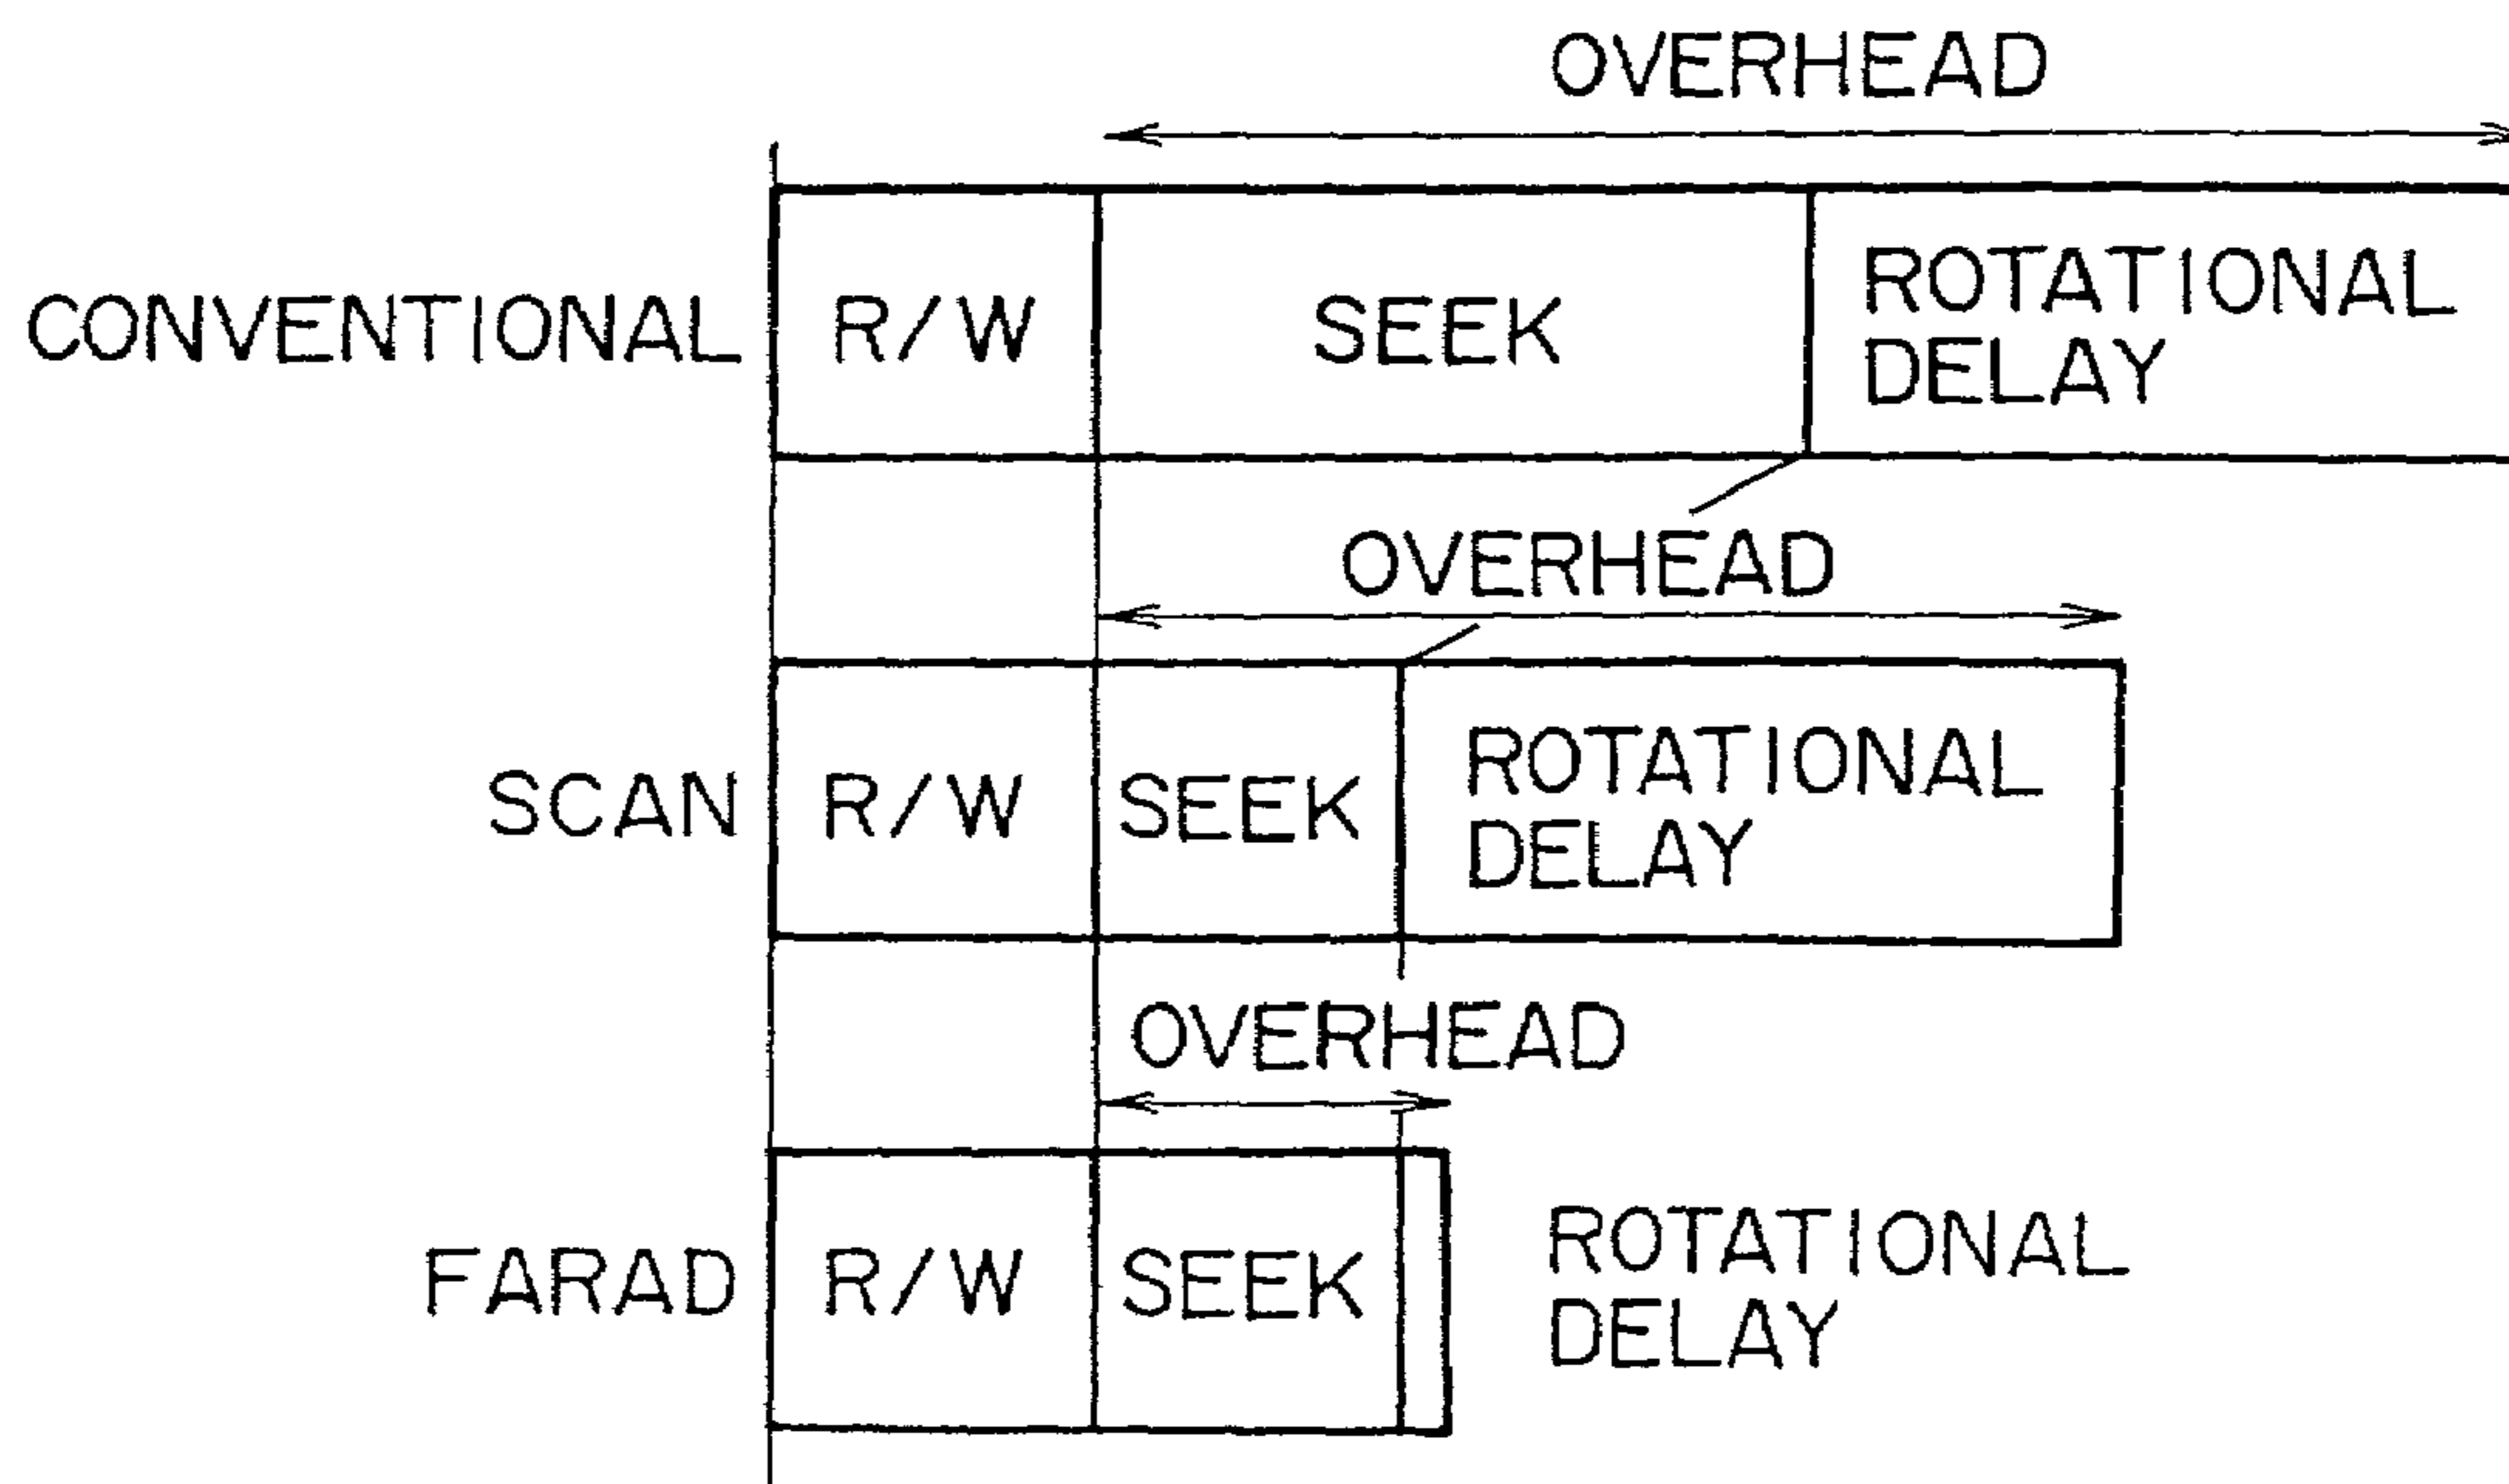 OVERHEAD
CONVENTIONAL R/W SEEK ROTATIONAL
DELAY
OVERHEAD
SCAN R/W SEEK ROTATIONAL
DELAY
OVERHEAD
FARAD R/W SEEK ROTATIONAL
DELAY